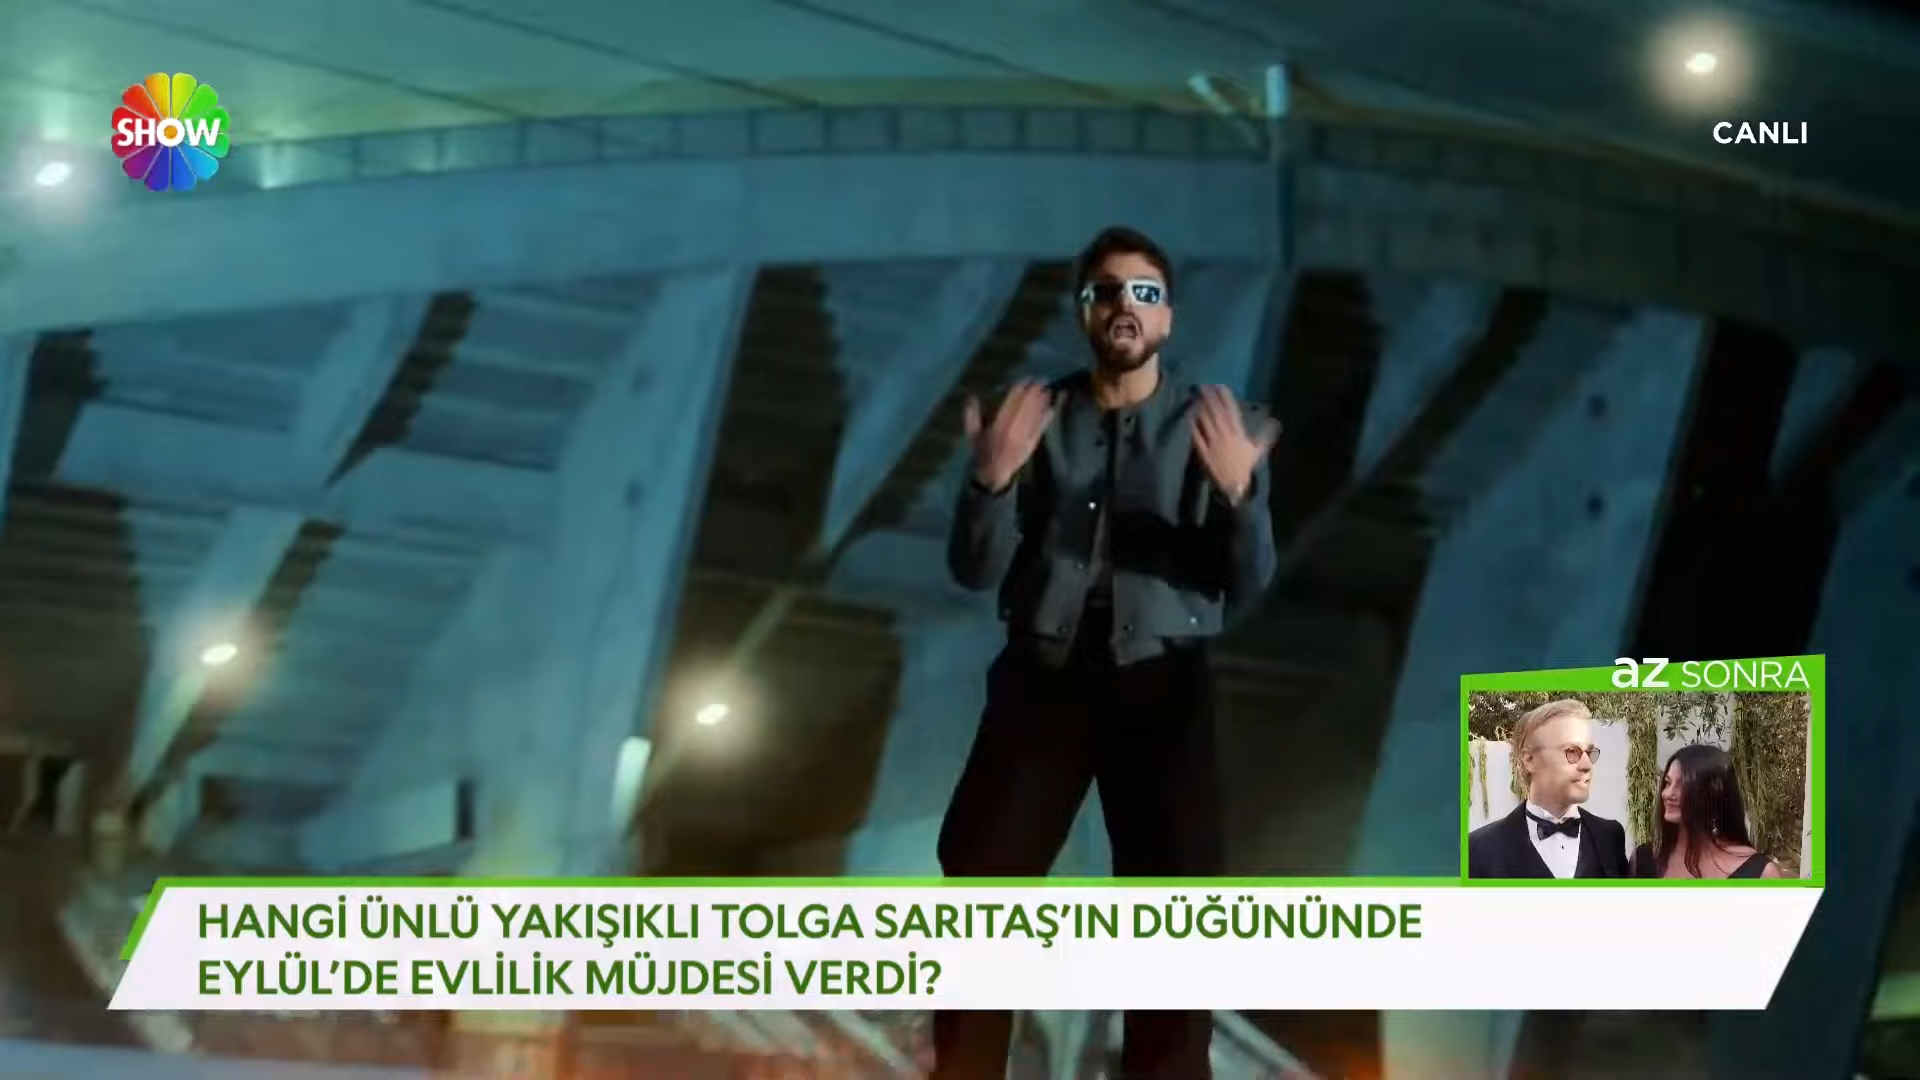 SHOW
CANLI
az SONRA
HANGİ ÜNLÜ YAKIŞIKLI TOLGA SARITAŞ'IN DÜĞÜNÜNDE
EYLÜL'DE EVLİLİK MÜJDESİ VERDİ?